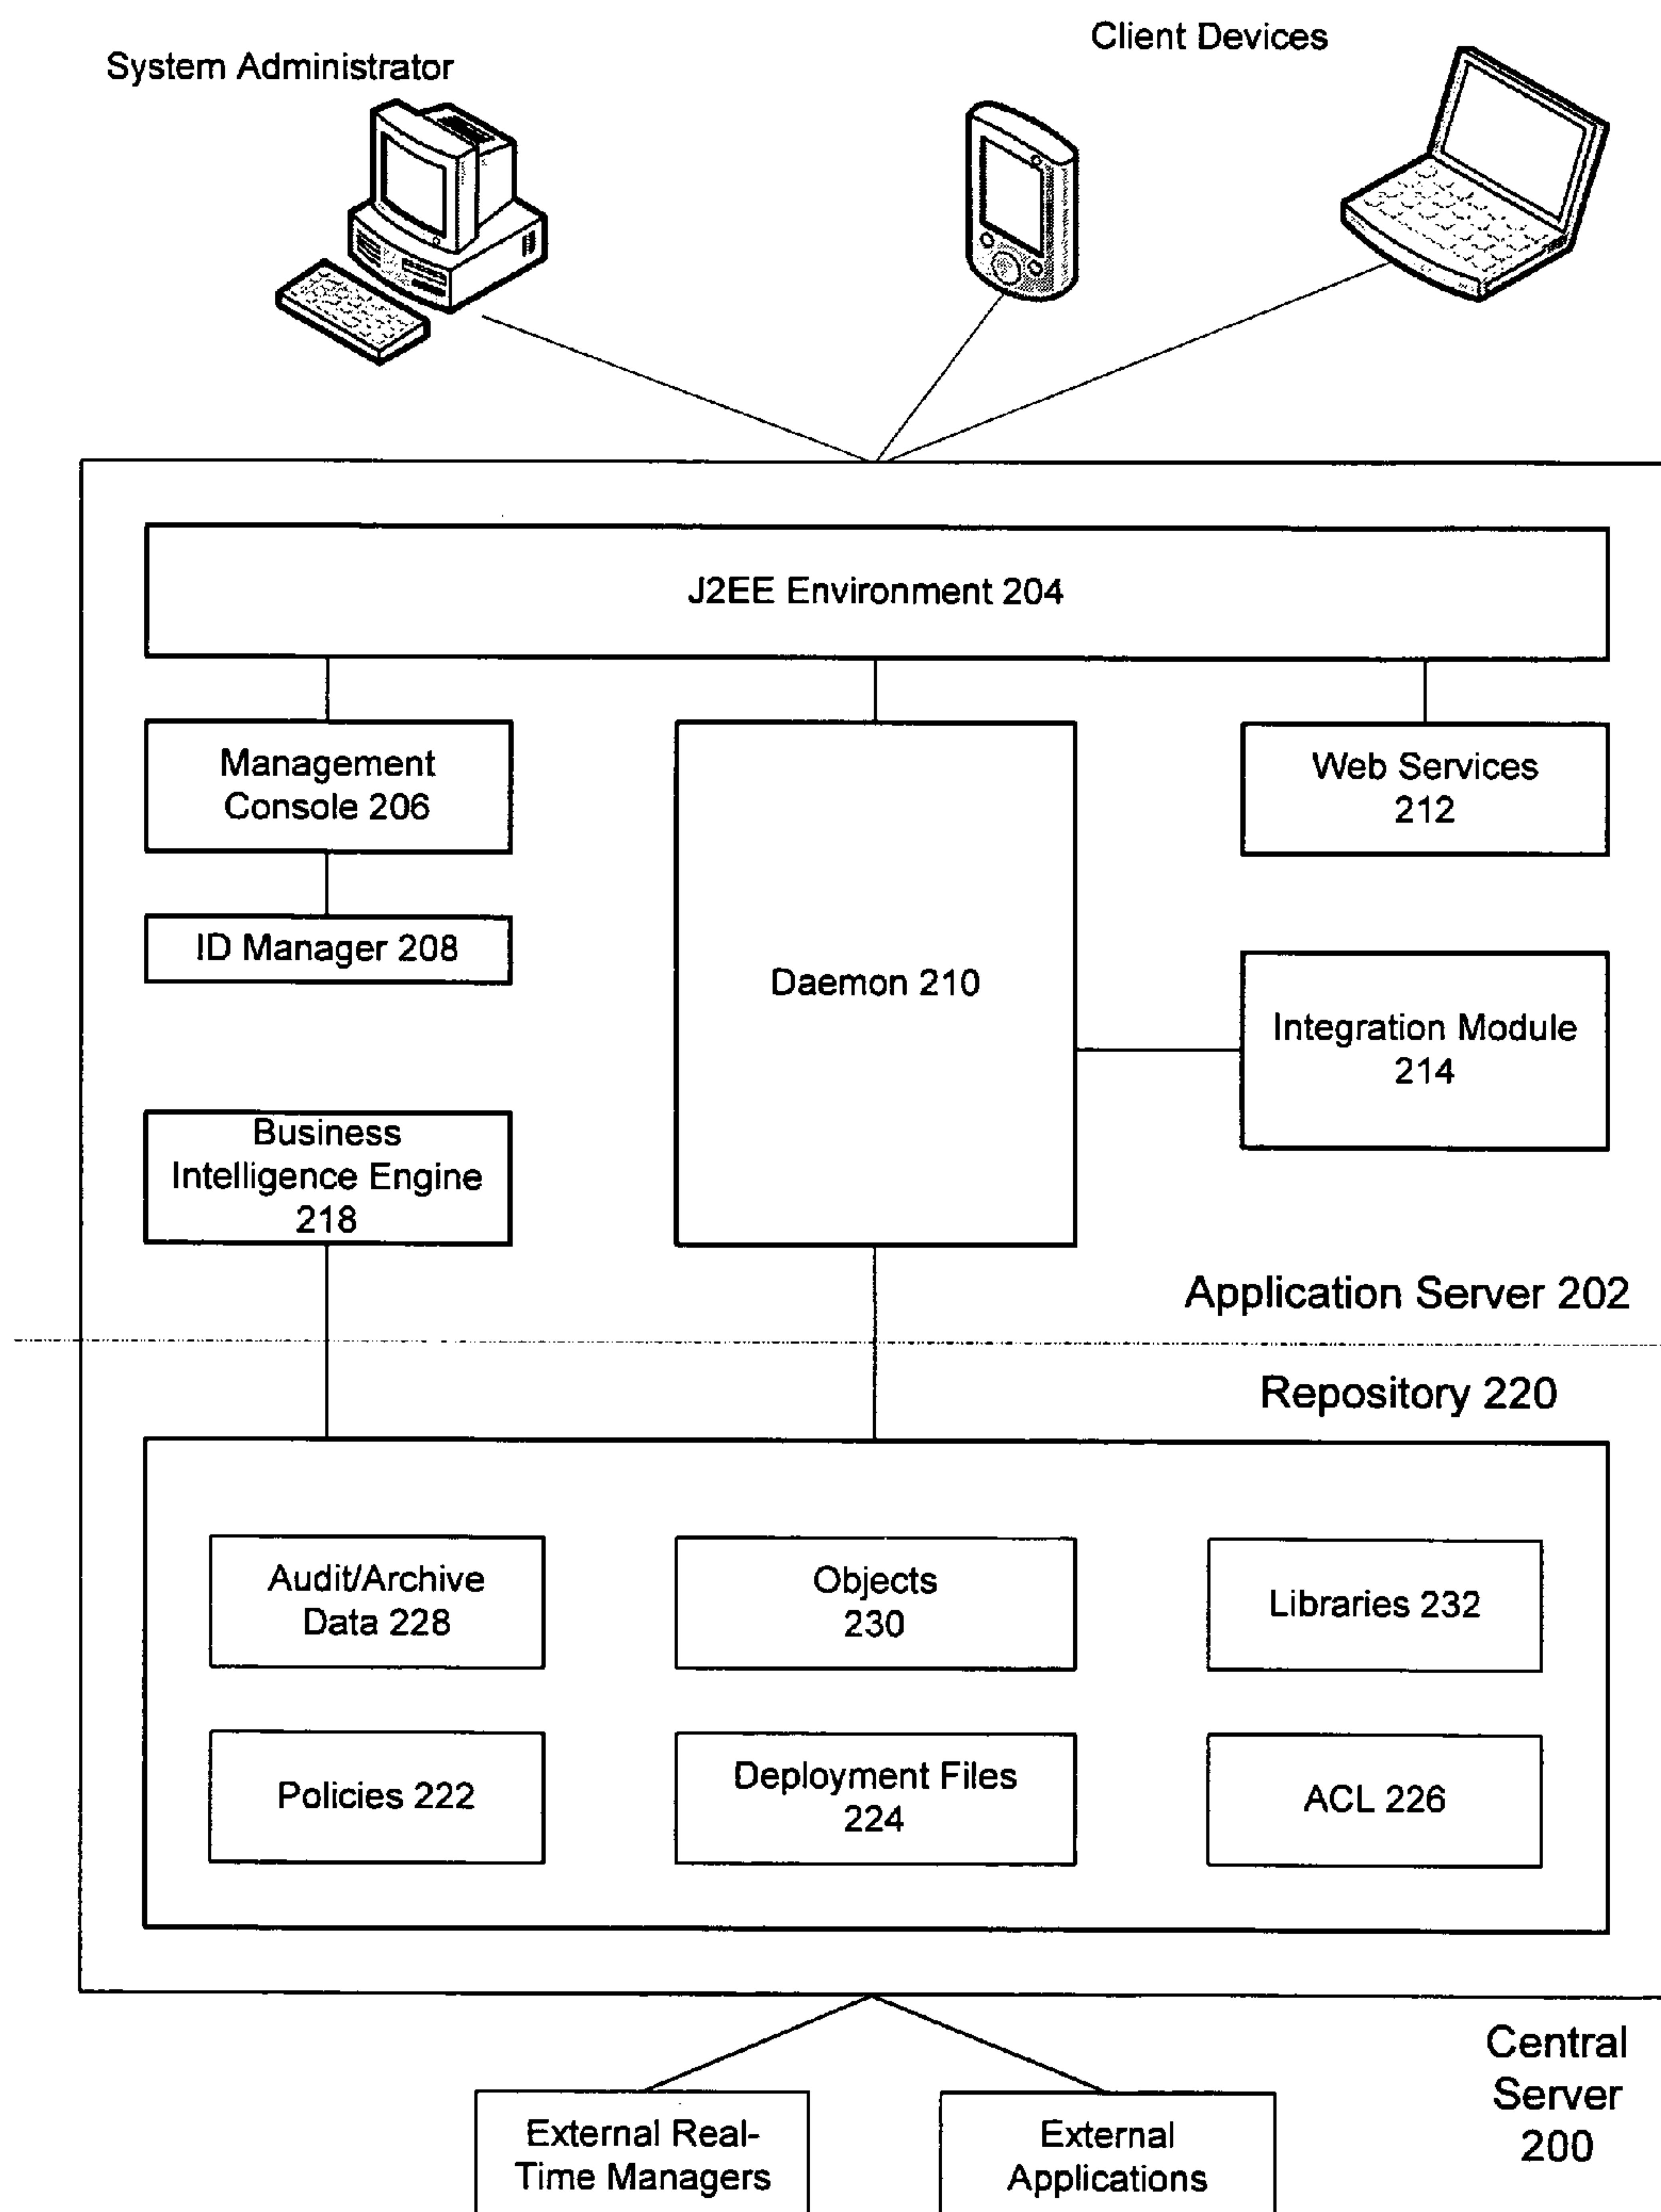 Client Devices
System Administrator
J2EE Environment 204
Management
Console 206
Web Services
212
ID Manager 208
Daemon 210
Integration Module
214
Business
Intelligence Engine
218
Application Server 202
Repository 220
Audit/Archive
Data 228
Objects
230
Libraries 232
Policies 222
Deployment Files
224
ACL 226
Central
Server
200
External Real-
Time Managers
External
Applications